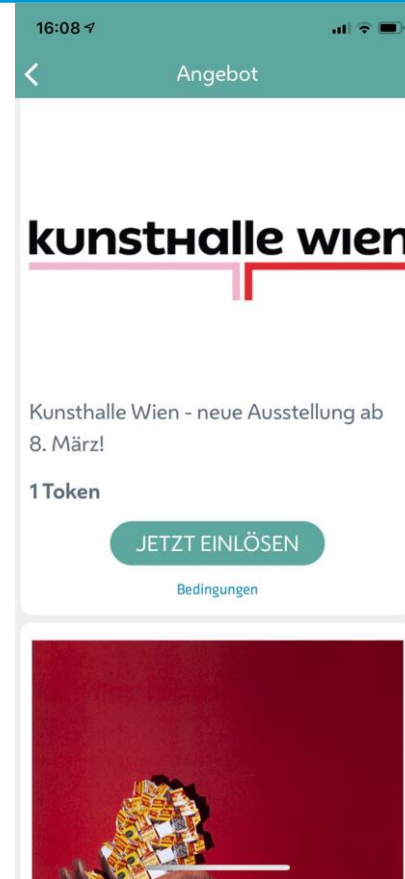 16:08
Angebot
kunsthalle wien
Kunsthalle Wien - neue Ausstellung ab
8. März!
1 Token
JETZT EINLÖSEN
Bedingungen